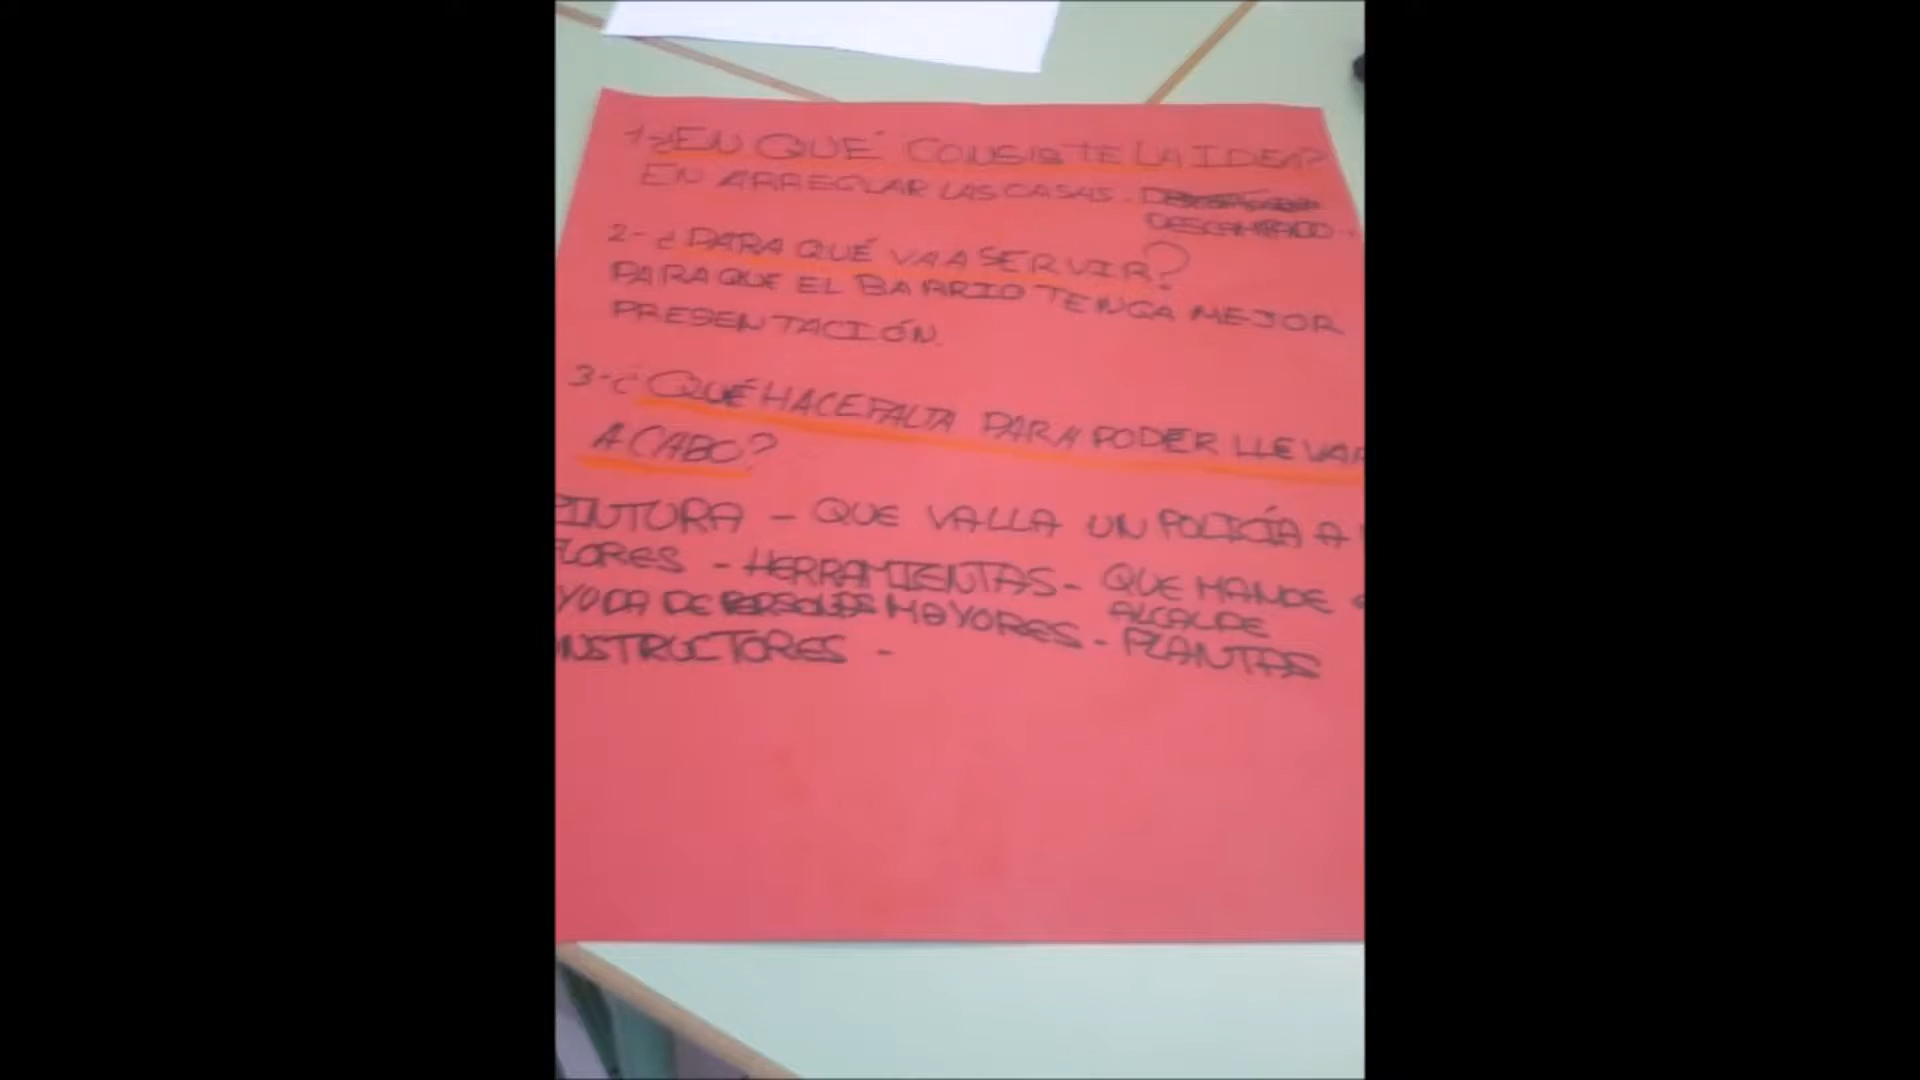 1-¿EN QUÉ CONSISTE LA IDEA?
EN ARREGLAR LAS CASAS.
DESCAMPADO-
2-¿PARA QUÉ VA A SERVIR?
PARA QUE EL BARRIO TENGA MEJOR
PRESENTACIÓN.
3-¿QUÉ HACE FALTA PARA PODER LLEVAR
A CABO?
PINTURA - QUE VALLA UN POLICÍA A
FLORES - HERRAMIENTAS - QUE MANDE
ALCALDE
YUDA DE PERSONAS MAYORES - PLANTAS
NSTRUCTORES -